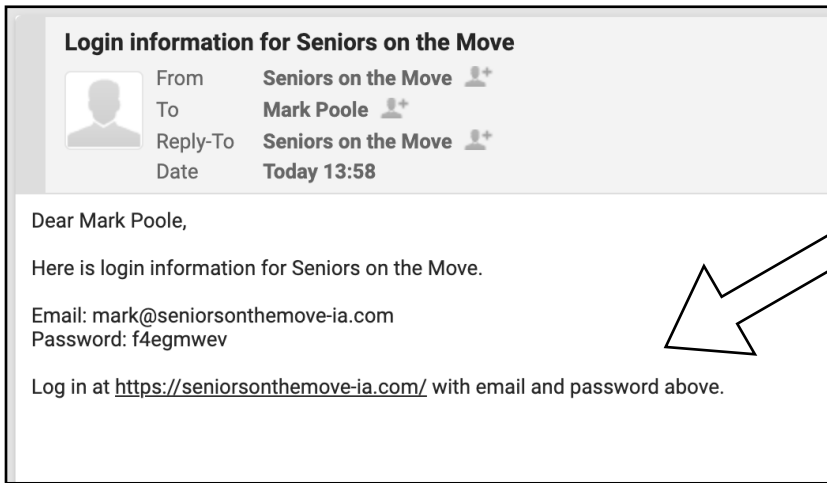 Login information for Seniors on the Move
From Seniors on the Move
To Mark Poole
Reply-To Seniors on the Move
Date Today 13:58
Dear Mark Poole,
Here is login information for Seniors on the Move.
Email: mark@seniorsonthemove-ia.com
Password: f4egmwev
Log in at https://seniorsonthemove-ia.com/ with email and password above.